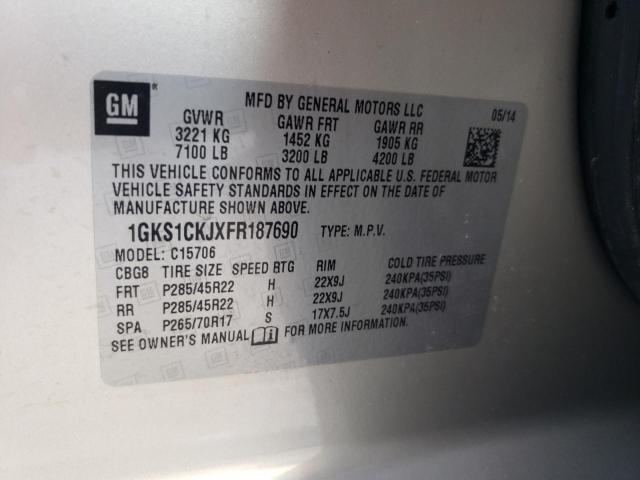 GM
MFD BY GENERAL MOTORS LLC 05/14
GVWR GAWR FRT GAWR RR
3221 KG 1452 KG 1905 KG
7100 LB 3200 LB 4200 LB
THIS VEHICLE CONFORMS TO ALL APPLICABLE U.S. FEDERAL MOTOR
VEHICLE SAFETY STANDARDS IN EFFECT ON THE DATE OF
MANUFACTURE SHOWN ABOVE.
1GKS1CKJXFR187690 TYPE: M.P.V.
MODEL: C15706
CBG8 TIRE SIZE SPEED RTG RIM COLD TIRE PRESSURE
FRT P285/45R22 H 22X9J 240KPA(35PSI)
RR P285/45R22 H 22X9J 240KPA(35PSI)
SPA P265/70R17 S 17X7.5J 240KPA(35PSI)
SEE OWNER'S MANUAL FOR MORE INFORMATION